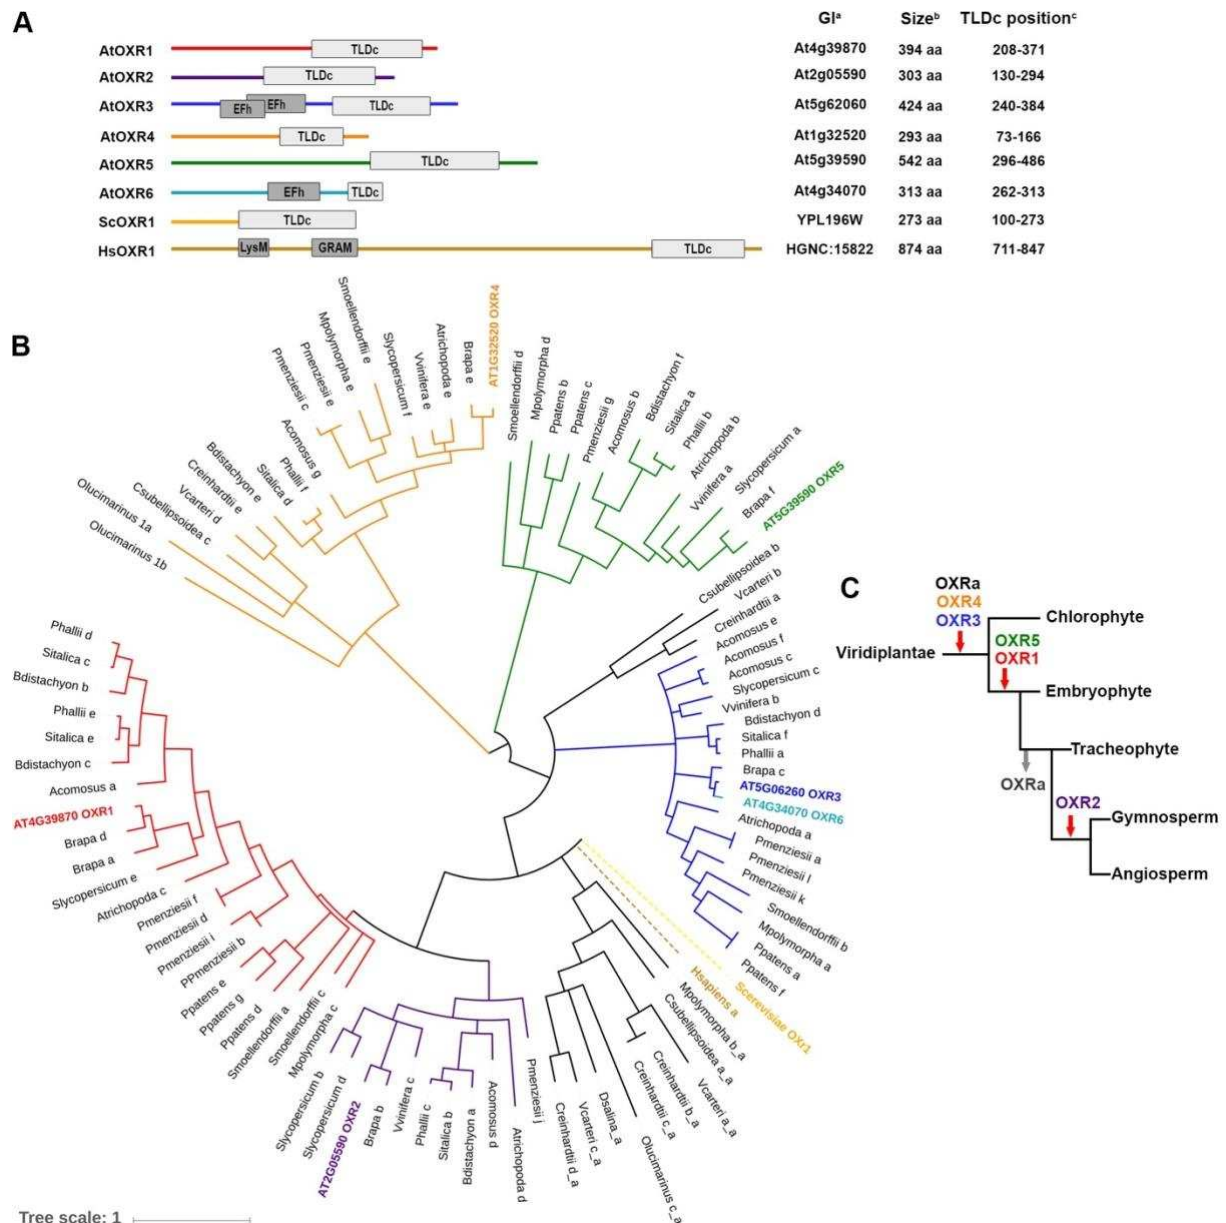 A
GIᵃ Sizeᵇ TLDc positionᶜ
AtOXR1 TLDc At4g39870 394 aa 208-371
AtOXR2 TLDc At2g05590 303 aa 130-294
AtOXR3 EFh EFh TLDc At5g62060 424 aa 240-384
AtOXR4 TLDc At1g32520 293 aa 73-166
AtOXR5 TLDc At5g39590 542 aa 296-486
AtOXR6 EFh TLDc At4g34070 313 aa 262-313
ScOXR1 TLDc YPL196W 273 aa 100-273
HsOXR1 LysM GRAM TLDc HGNC:15822 874 aa 711-847
B
Olucimarinus 1b
Olucimarinus 1a
Csubellipsoidea c
Vcarteri d
Creinhardtii e
Bdistachyon e
Sitalica d
Phallii f
Acomosus g
Pmenziesii c
Pmenziesii e
Mpolymorpha e
Smoellendorffii e
Slycopersicum f
Vvinifera e
Atrichopoda e
Brapa e
AT1G32520 OXR4
Smoellendorffii d
Mpolymorpha d
Ppatens b
Ppatens c
Pmenziesii g
Acomosus b
Bdistachyon f
Sitalica a
Phallii b
Atrichopoda b
Vvinifera a
Slycopersicum a
Brapa f
AT5G39590 OXR5
Csubellipsoidea b
Vcarteri b
Creinhardtii a
Acomosus e
Acomosus f
Acomosus c
Slycopersicum c
Vvinifera b
Bdistachyon d
Sitalica f
Phallii a
Brapa c
AT5G06260 OXR3
AT4G34070 OXR6
Atrichopoda a
Pmenziesii a
Pmenziesii l
Pmenziesii k
Smoellendorffii b
Mpolymorpha a
Ppatens a
Ppatens f
Scerevisiae OXr1
Hsapiens a
Mpolymorpha b_a
Csubellipsoidea a_a
Vcarteri a_a
Creinhardtii b_a
Creinhardtii c_a
Olucimarinus c_a
Dsalina_a
Vcarteri c_a
Creinhardtii d_a
Pmenziesii j
Atrichopoda d
Acomosus d
Bdistachyon a
Sitalica b
Phallii c
Vvinifera c
Brapa b
AT2G05590 OXR2
Slycopersicum d
Slycopersicum b
Mpolymorpha c
Smoellendorffii c
Smoellendorffii a
Ppatens d
Ppatens g
Ppatens e
PPmenziesii b
Pmenziesii i
Pmenziesii d
Pmenziesii f
Atrichopoda c
Slycopersicum e
Brapa a
Brapa d
AT4G39870 OXR1
Acomosus a
Bdistachyon c
Sitalica e
Phallii e
Bdistachyon b
Sitalica c
Phallii d
Tree scale: 1
C
OXRa
OXR4
OXR3
Viridiplantae
Chlorophyte
OXR5
OXR1
Embryophyte
Tracheophyte
OXRa
OXR2
Gymnosperm
Angiosperm